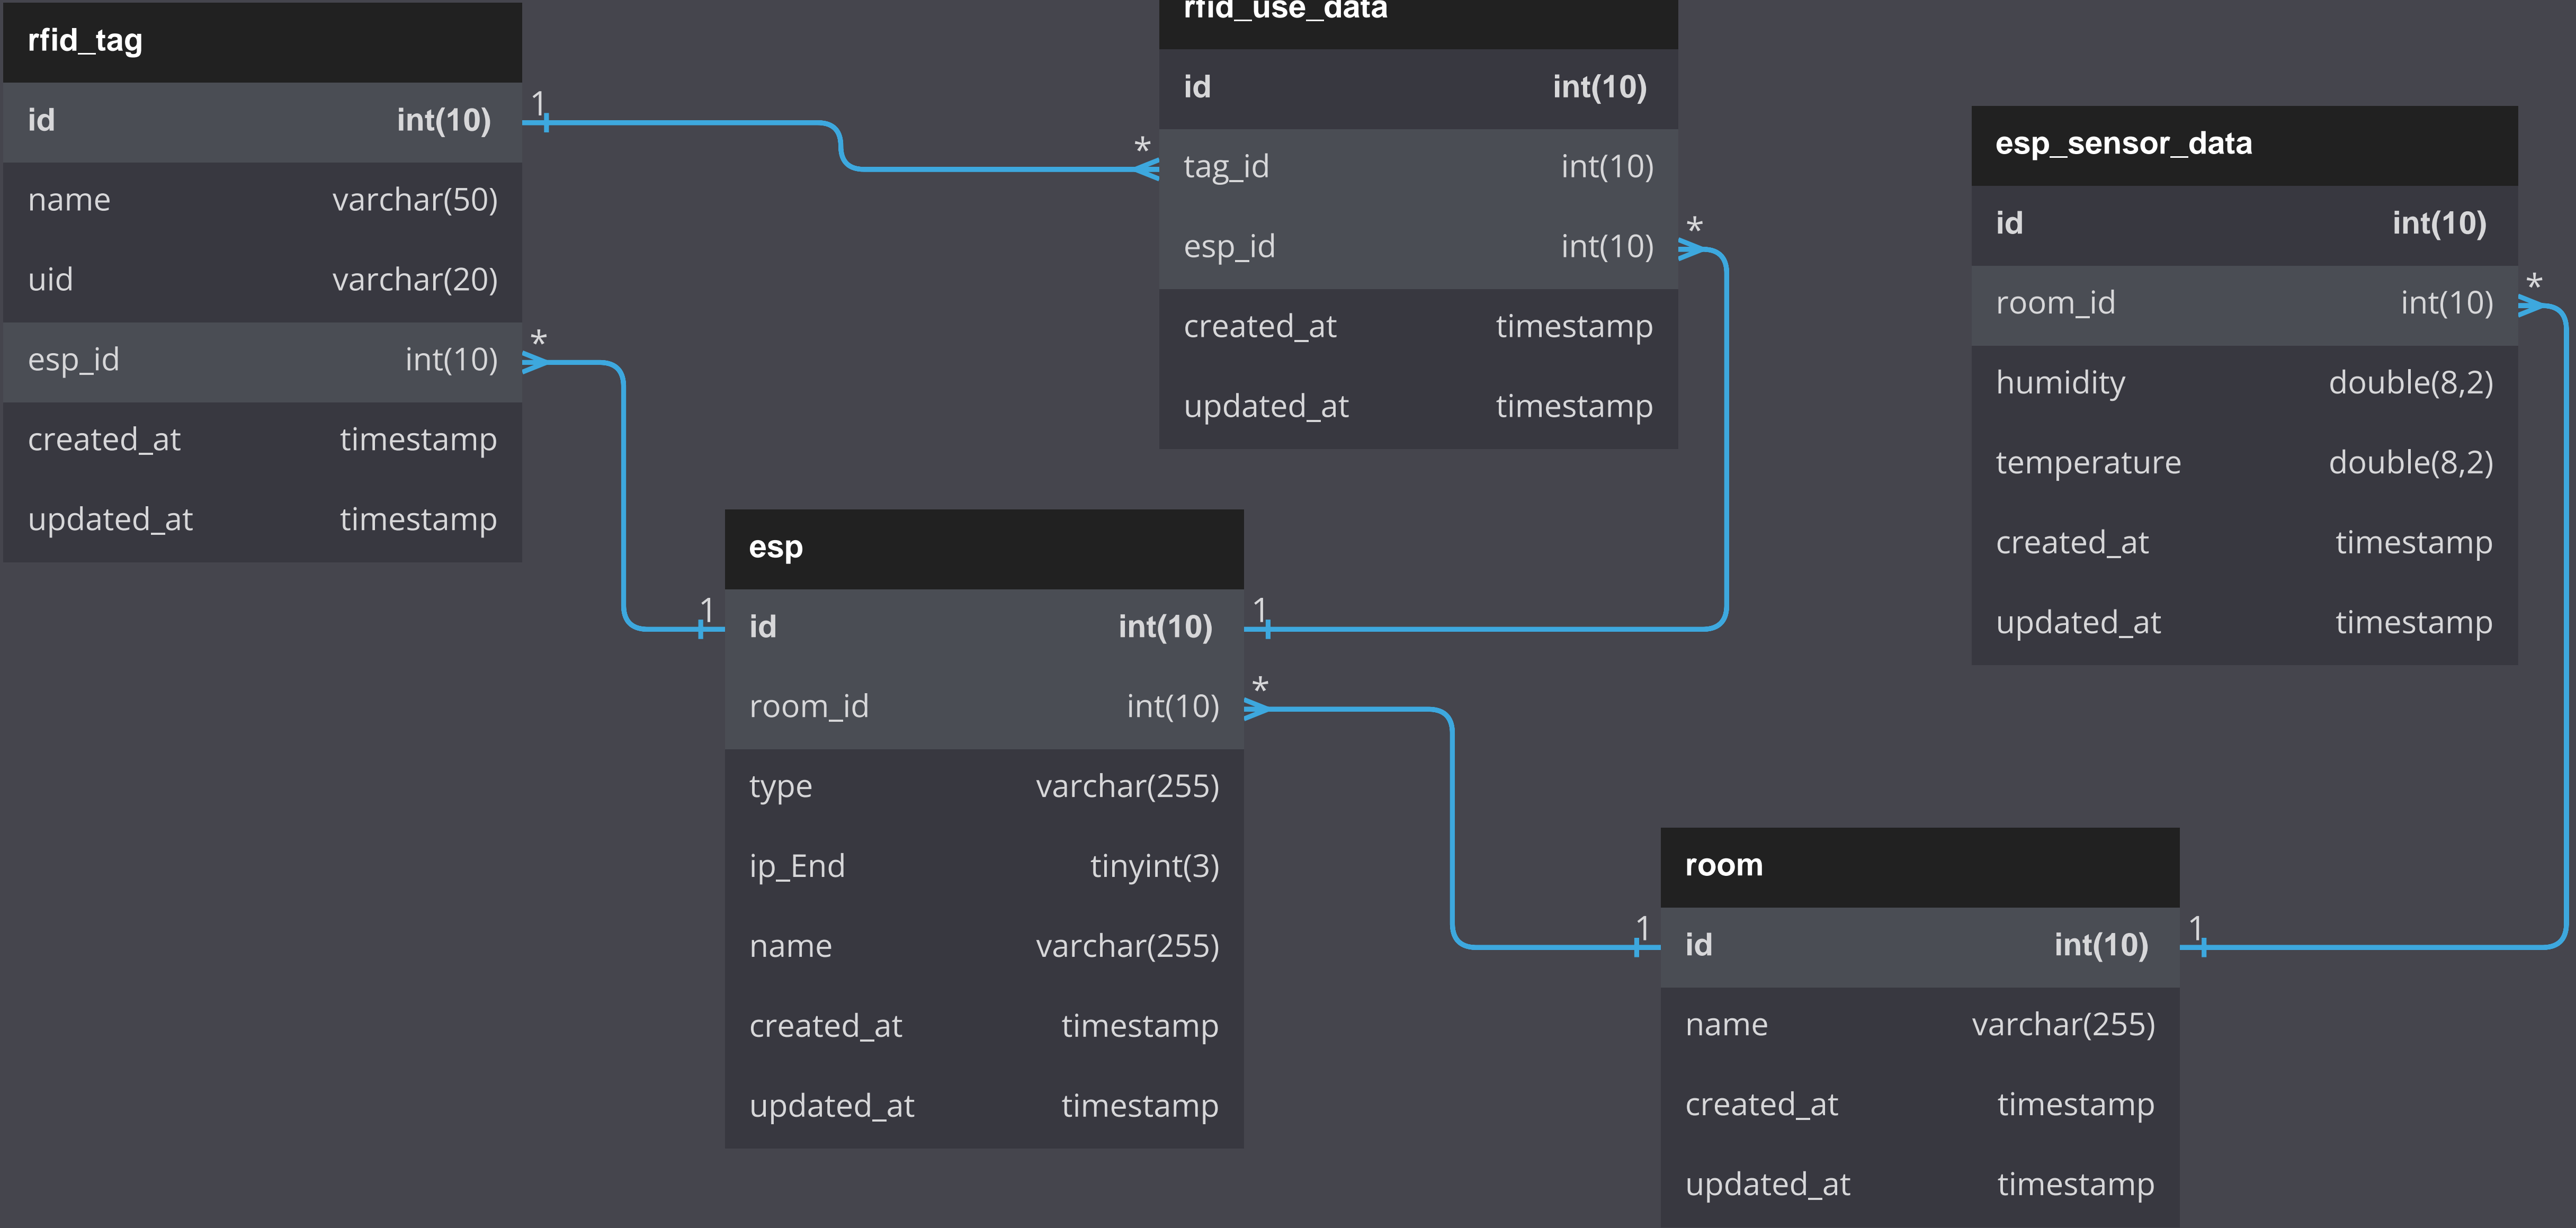 rfid_tag
id int(10)
name varchar(50)
uid varchar(20)
esp_id int(10)
created_at timestamp
updated_at timestamp
1
*
*
1
rfid_use_data
id int(10)
tag_id int(10)
esp_id int(10)
created_at timestamp
updated_at timestamp
*
1
esp
id int(10)
room_id int(10)
type varchar(255)
ip_End tinyint(3)
name varchar(255)
created_at timestamp
updated_at timestamp
*
1
esp_sensor_data
id int(10)
room_id int(10)
humidity double(8,2)
temperature double(8,2)
created_at timestamp
updated_at timestamp
*
1
room
id int(10)
name varchar(255)
created_at timestamp
updated_at timestamp